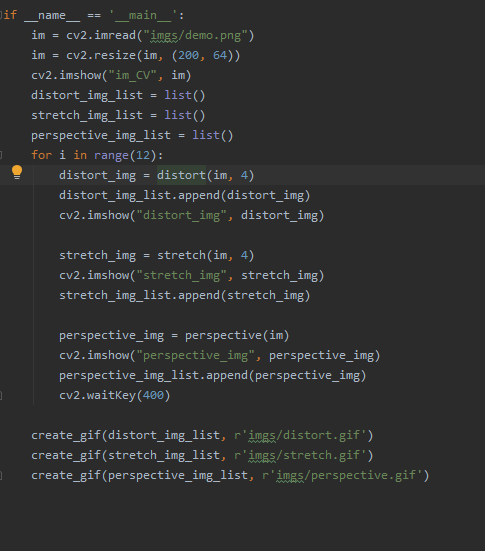 if __name__ == '__main__':
    im = cv2.imread("imgs/demo.png")
    im = cv2.resize(im, (200, 64))
    cv2.imshow("im_CV", im)
    distort_img_list = list()
    stretch_img_list = list()
    perspective_img_list = list()
    for i in range(12):
        distort_img = distort(im, 4)
        distort_img_list.append(distort_img)
        cv2.imshow("distort_img", distort_img)

        stretch_img = stretch(im, 4)
        cv2.imshow("stretch_img", stretch_img)
        stretch_img_list.append(stretch_img)

        perspective_img = perspective(im)
        cv2.imshow("perspective_img", perspective_img)
        perspective_img_list.append(perspective_img)
        cv2.waitKey(400)

    create_gif(distort_img_list, r'imgs/distort.gif')
    create_gif(stretch_img_list, r'imgs/stretch.gif')
    create_gif(perspective_img_list, r'imgs/perspective.gif')